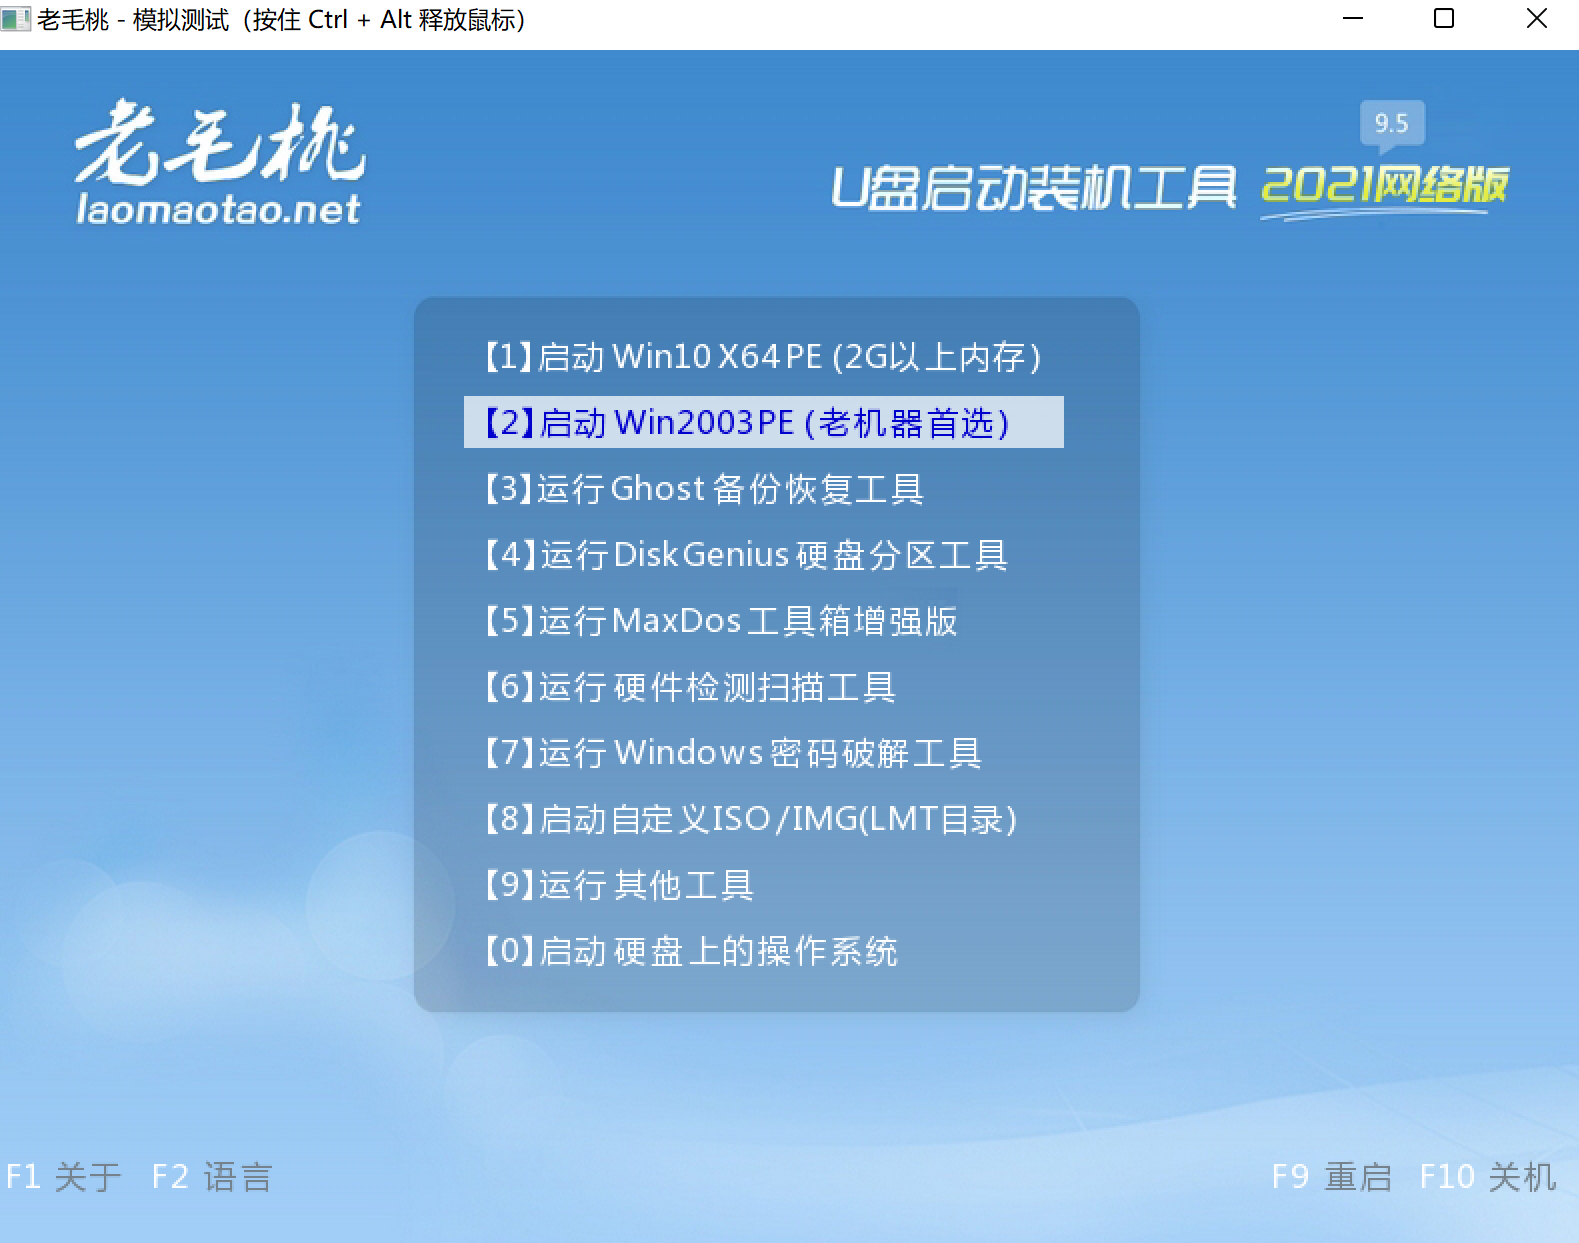 老毛桃 - 模拟测试（按住 Ctrl + Alt 释放鼠标）
老毛桃
laomaotao.net
9.5
U盘启动装机工具 2021网络版
【1】启动 Win10 X64 PE (2G以上内存)
【2】启动 Win2003PE (老机器首选)
【3】运行 Ghost 备份恢复工具
【4】运行 DiskGenius 硬盘分区工具
【5】运行 MaxDos 工具箱增强版
【6】运行 硬件检测扫描工具
【7】运行 Windows 密码破解工具
【8】启动自定义ISO/IMG(LMT目录)
【9】运行 其他工具
【0】启动 硬盘上的操作系统
F1 关于 F2 语言 F9 重启 F10 关机